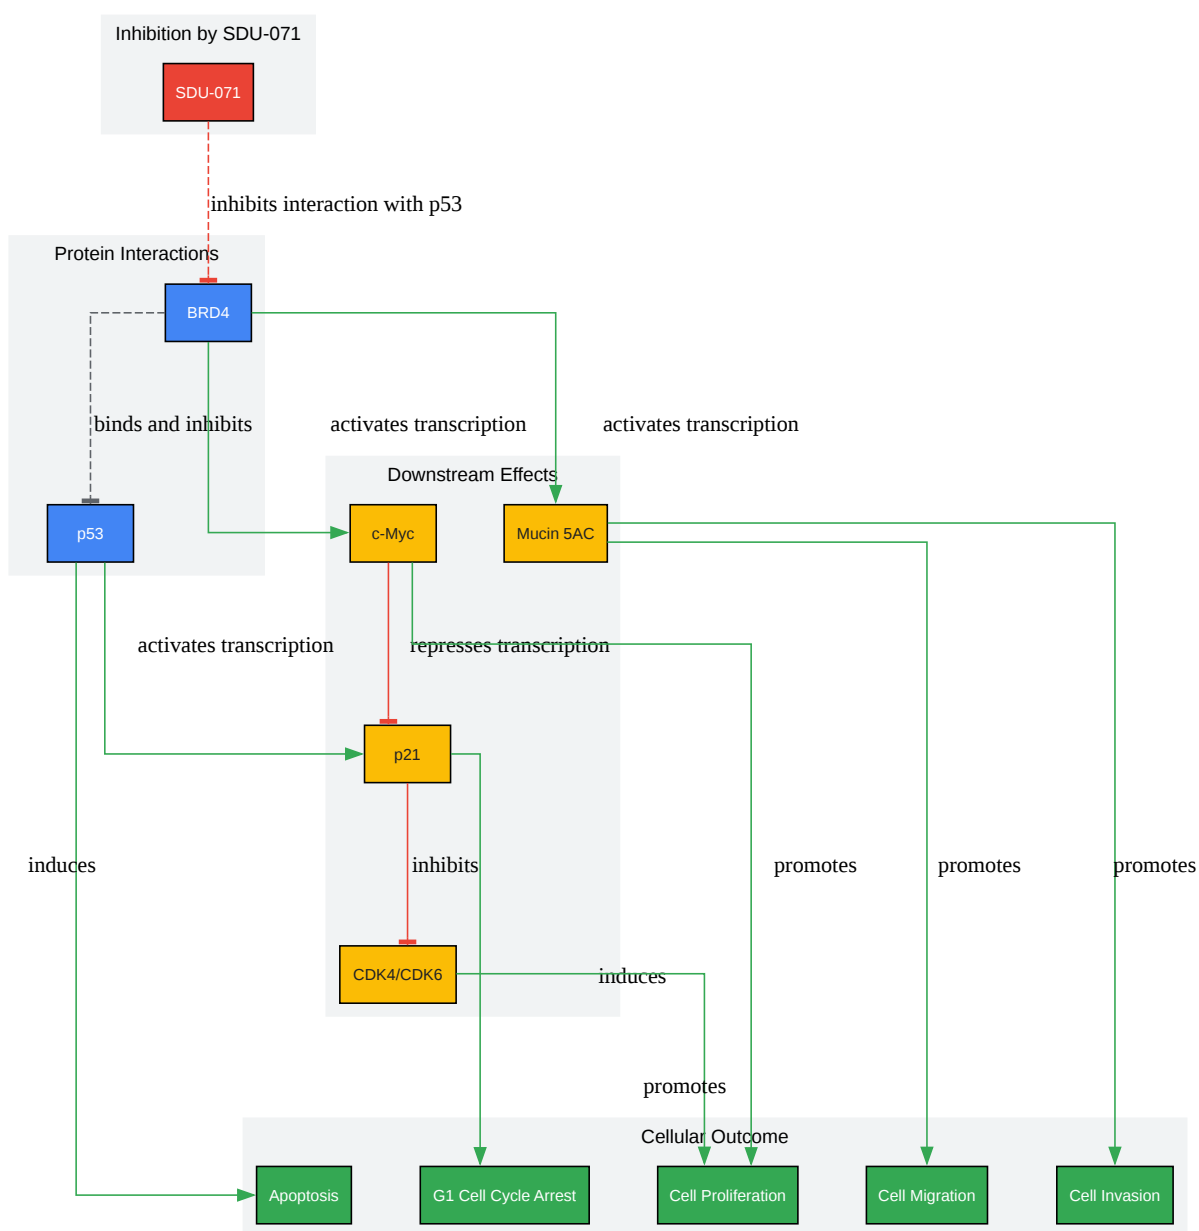 Inhibition by SDU-071
SDU-071
inhibits interaction with p53
Protein Interactions
BRD4
binds and inhibits
activates transcription
activates transcription
Downstream Effects
p53
c-Myc
Mucin 5AC
activates transcription
represses transcription
p21
induces
inhibits
promotes
promotes
promotes
CDK4/CDK6
induces
promotes
Cellular Outcome
Apoptosis
G1 Cell Cycle Arrest
Cell Proliferation
Cell Migration
Cell Invasion